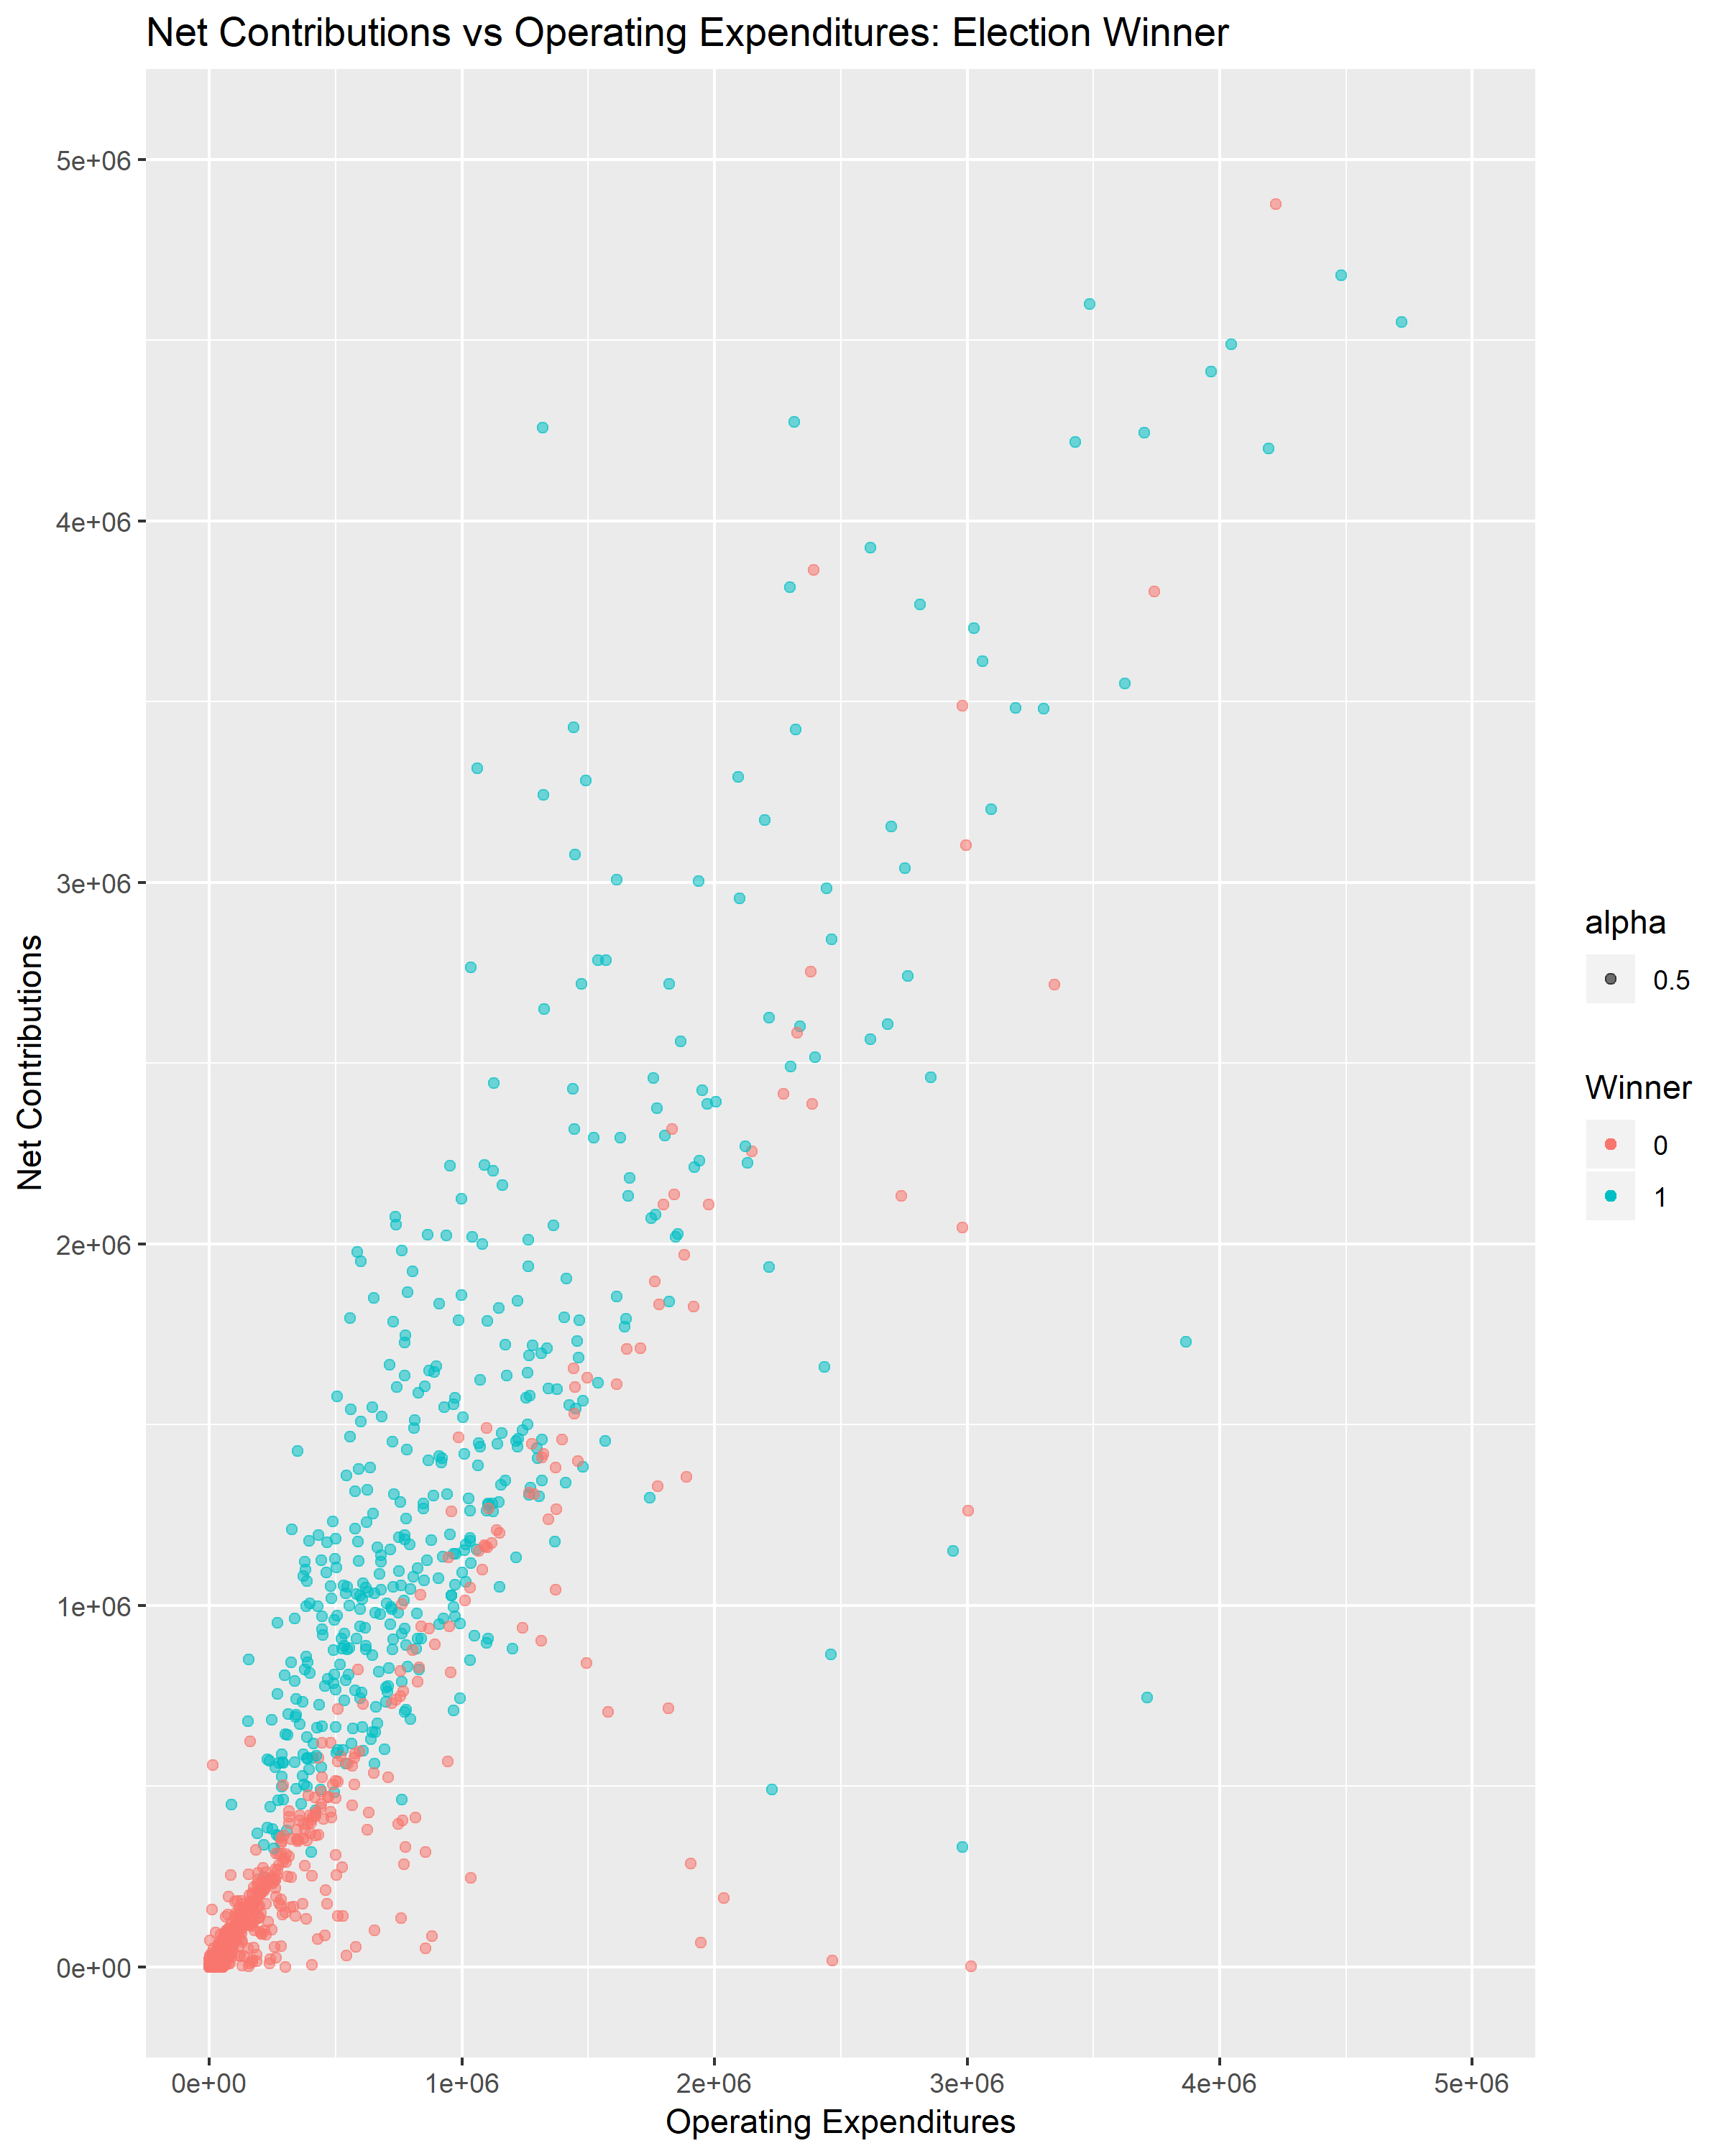 Net Contributions vs Operating Expenditures: Election Winner
5e+06
4e+06
3e+06
2e+06
1e+06
0e+00
Net Contributions
0e+00 1e+06 2e+06 3e+06 4e+06 5e+06
Operating Expenditures
alpha
0.5
Winner
0
1